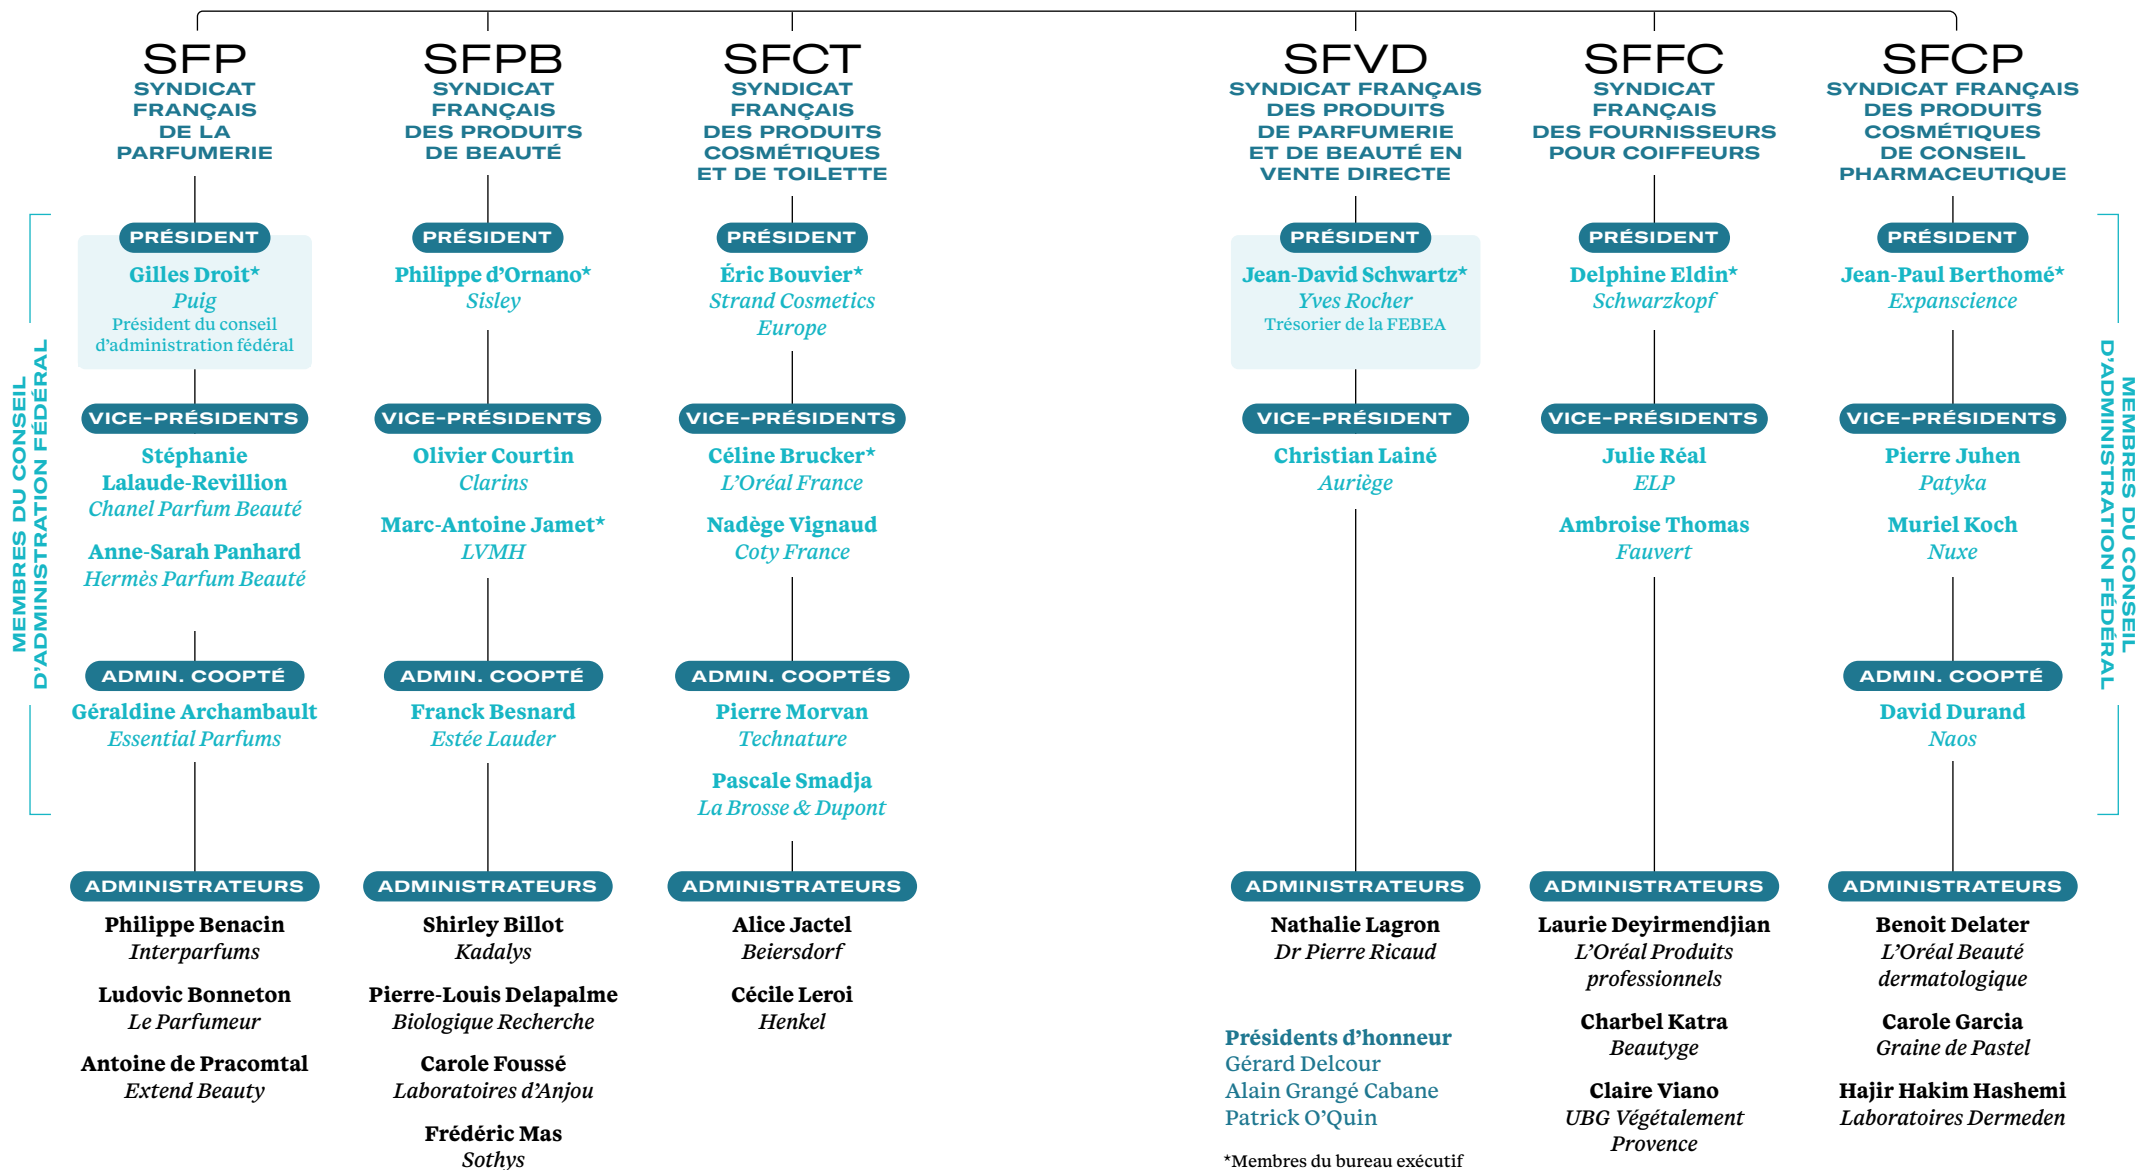 SFP
SYNDICAT
FRANÇAIS
DE LA
PARFUMERIE
PRÉSIDENT
Gilles Droit*
Puig
Président du conseil
d’administration fédéral
VICE-PRÉSIDENTS
Stéphanie
Lalaude-Revillion
Chanel Parfum Beauté
Anne-Sarah Panhard
Hermès Parfum Beauté
ADMIN. COOPTÉ
Géraldine Archambault
Essential Parfums
ADMINISTRATEURS
Philippe Benacin
Interparfums
Ludovic Bonneton
Le Parfumeur
Antoine de Pracomtal
Extend Beauty
SFPB
SYNDICAT
FRANÇAIS
DES PRODUITS
DE BEAUTÉ
PRÉSIDENT
Philippe d’Ornano*
Sisley
VICE-PRÉSIDENTS
Olivier Courtin
Clarins
Marc-Antoine Jamet*
LVMH
ADMIN. COOPTÉ
Franck Besnard
Estée Lauder
ADMINISTRATEURS
Shirley Billot
Kadalys
Pierre-Louis Delapalme
Biologique Recherche
Carole Foussé
Laboratoires d’Anjou
Frédéric Mas
Sothys
SFCT
SYNDICAT
FRANÇAIS
DES PRODUITS
COSMÉTIQUES
ET DE TOILETTE
PRÉSIDENT
Éric Bouvier*
Strand Cosmetics
Europe
VICE-PRÉSIDENTS
Céline Brucker*
L’Oréal France
Nadège Vignaud
Coty France
ADMIN. COOPTÉS
Pierre Morvan
Technature
Pascale Smadja
La Brosse & Dupont
ADMINISTRATEURS
Alice Jactel
Beiersdorf
Cécile Leroi
Henkel
SFVD
SYNDICAT FRANÇAIS
DES PRODUITS
DE PARFUMERIE
ET DE BEAUTÉ EN
VENTE DIRECTE
PRÉSIDENT
Jean-David Schwartz*
Yves Rocher
Trésorier de la FEBEA
VICE-PRÉSIDENT
Christian Lainé
Auriège
ADMINISTRATEURS
Nathalie Lagron
Dr Pierre Ricaud
Présidents d’honneur
Gérard Delcour
Alain Grangé Cabane
Patrick O’Quin
*Membres du bureau exécutif
SFFC
SYNDICAT
FRANÇAIS
DES FOURNISSEURS
POUR COIFFEURS
PRÉSIDENT
Delphine Eldin*
Schwarzkopf
VICE-PRÉSIDENTS
Julie Réal
ELP
Ambroise Thomas
Fauvert
ADMINISTRATEURS
Laurie Deyirmendjian
L’Oréal Produits
professionnels
Charbel Katra
Beautyge
Claire Viano
UBG Végétalement
Provence
SFCP
SYNDICAT FRANÇAIS
DES PRODUITS
COSMÉTIQUES
DE CONSEIL
PHARMACEUTIQUE
PRÉSIDENT
Jean-Paul Berthomé*
Expanscience
VICE-PRÉSIDENTS
Pierre Juhen
Patyka
Muriel Koch
Nuxe
ADMIN. COOPTÉ
David Durand
Naos
ADMINISTRATEURS
Benoit Delater
L’Oréal Beauté
dermatologique
Carole Garcia
Graine de Pastel
Hajir Hakim Hashemi
Laboratoires Dermeden
MEMBRES DU CONSEIL
D’ADMINISTRATION FÉDÉRAL
MEMBRES DU CONSEIL
D’ADMINISTRATION FÉDÉRAL